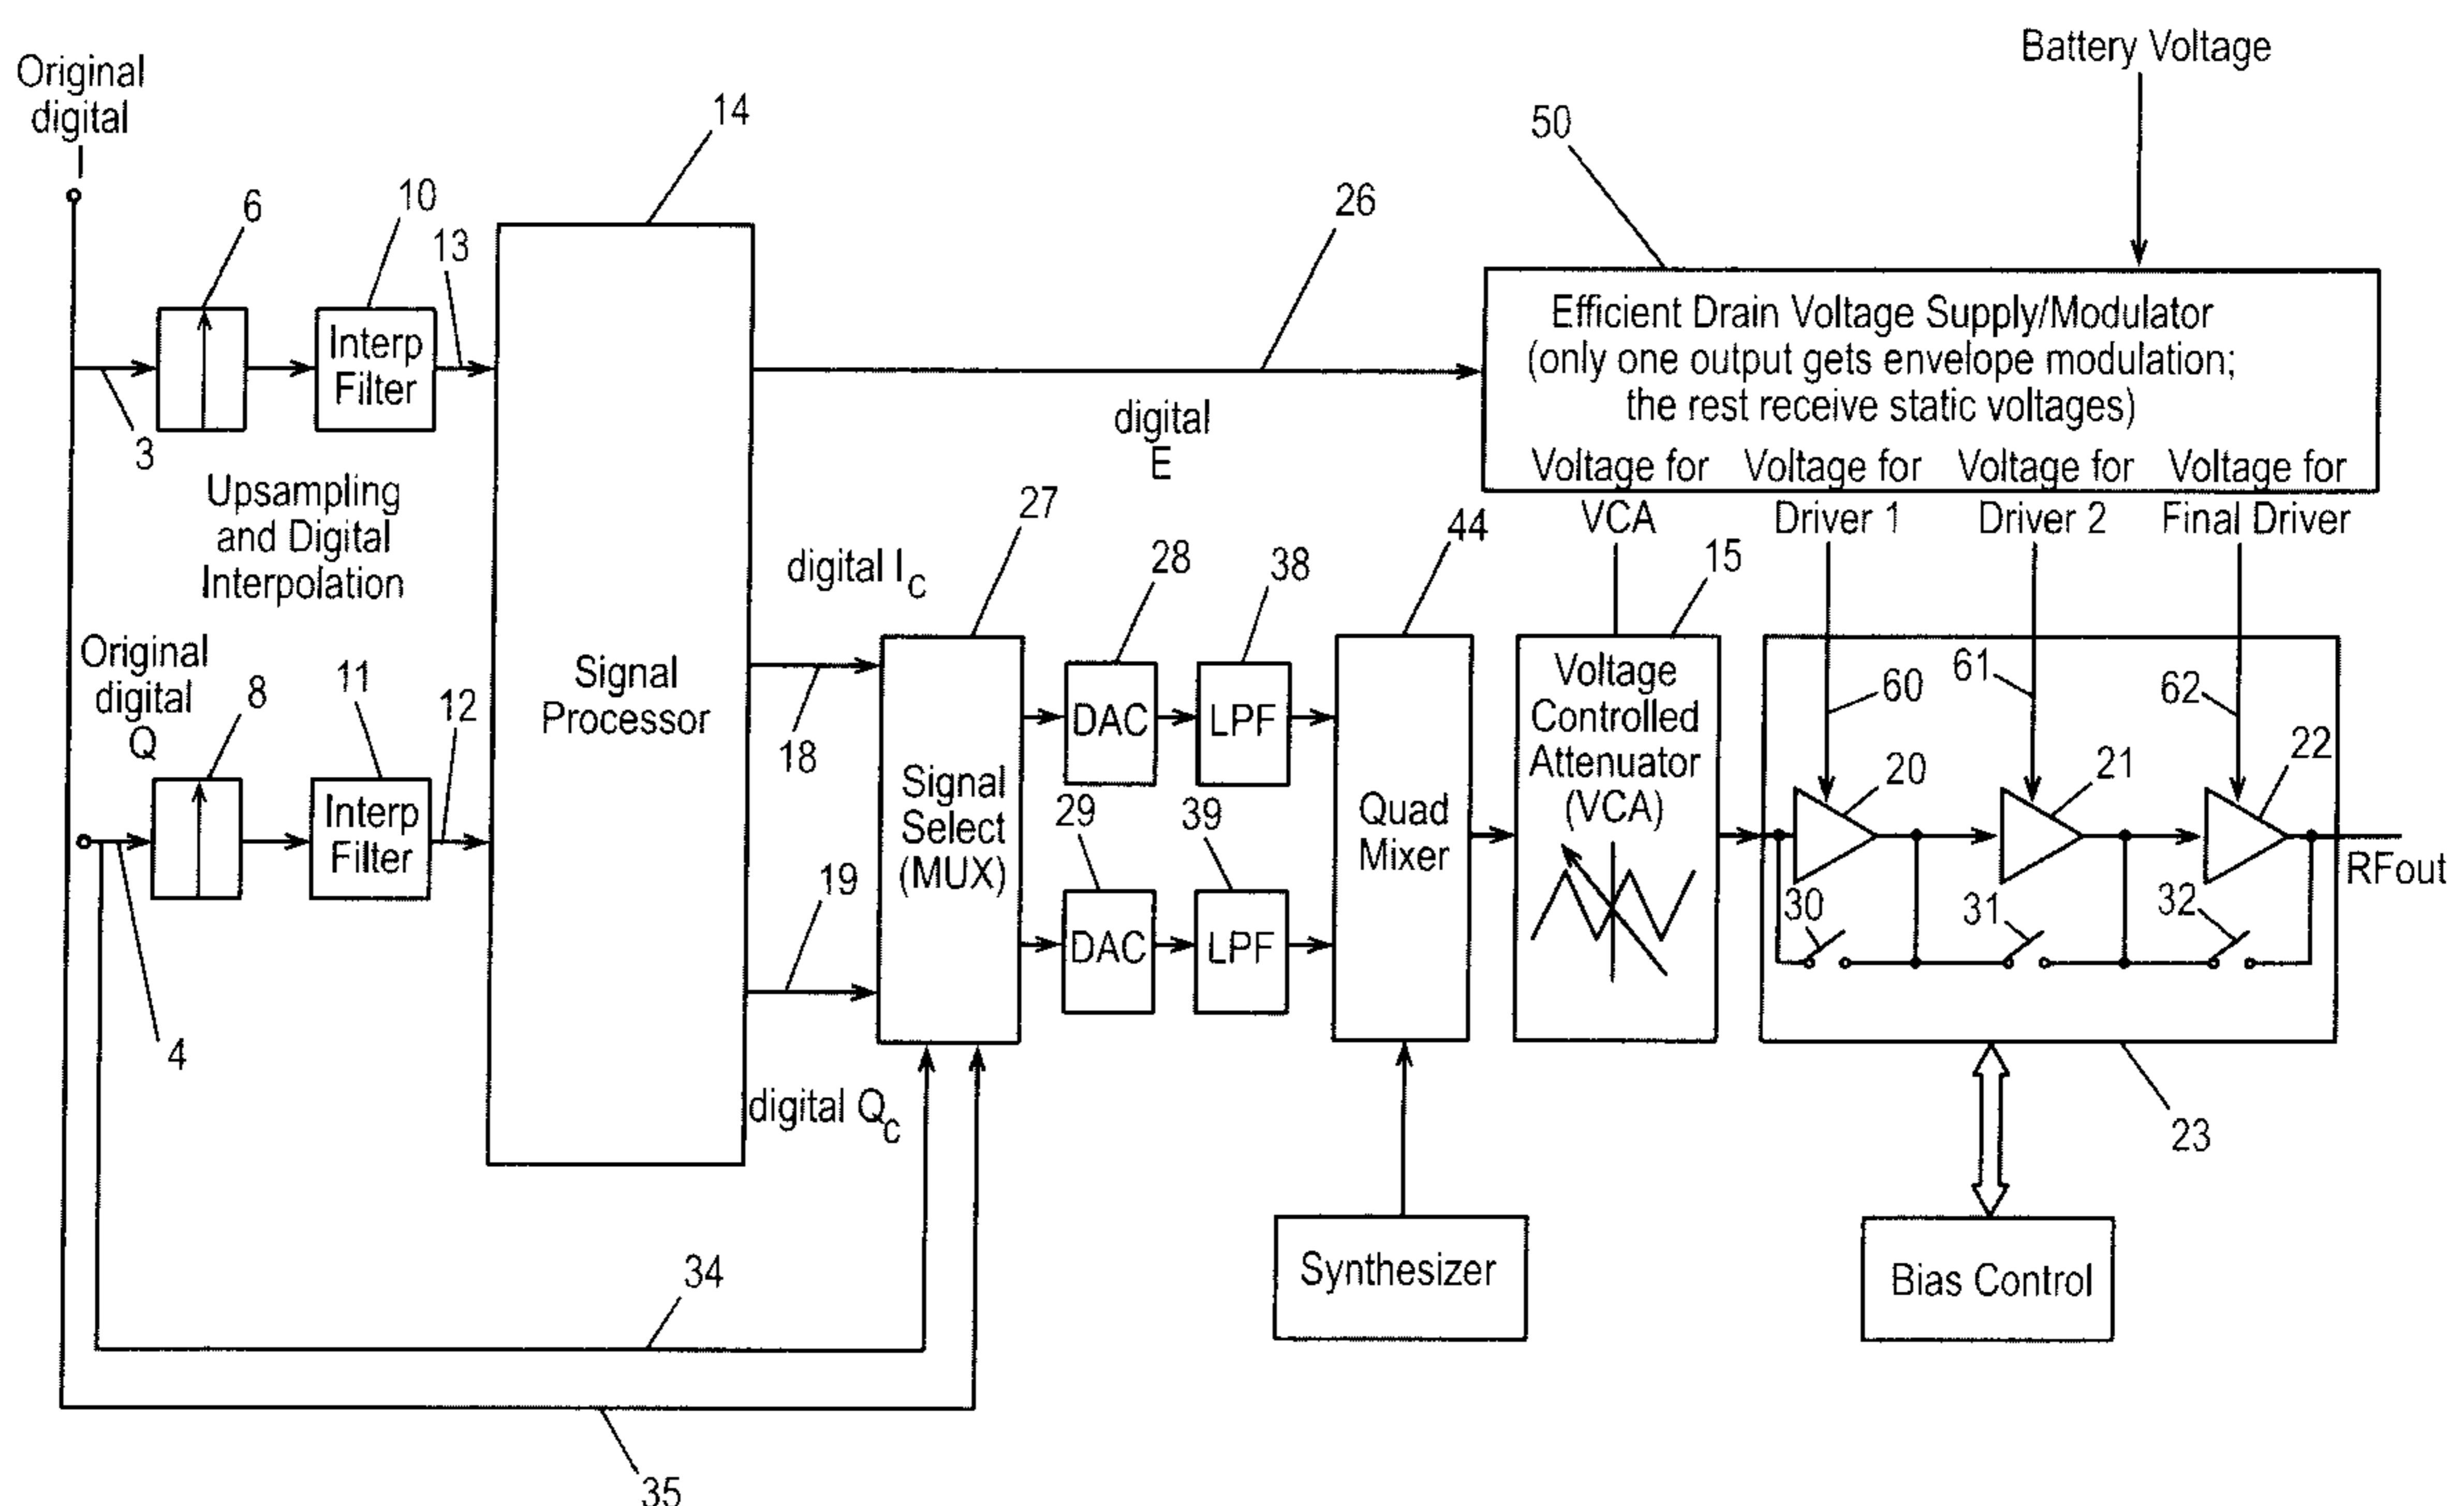 Original
digital
I
3
6
10
Interp
Filter
13
14
Upsampling
and Digital
Interpolation
Original
digital
Q
4
8
11
Interp
Filter
12
Signal
Processor
26
digital
E
digital IC
18
19
digital QC
34
35
27
Signal
Select
(MUX)
28
DAC
38
LPF
29
DAC
39
LPF
44
Quad
Mixer
Synthesizer
Battery Voltage
50
Efficient Drain Voltage Supply/Modulator
(only one output gets envelope modulation;
the rest receive static voltages)
Voltage for
VCA
Voltage for
Driver 1
Voltage for
Driver 2
Voltage for
Final Driver
15
Voltage
Controlled
Attenuator
(VCA)
60
61
62
20
21
22
30
31
32
RFout
23
Bias Control